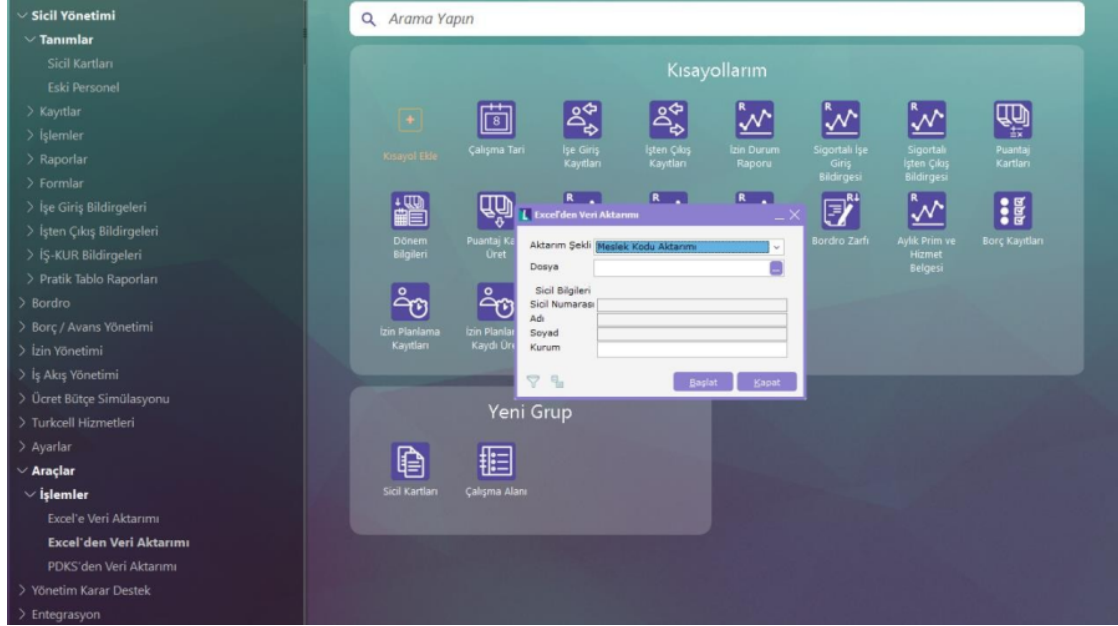 Sicil Yönetimi
Tanımlar
Sicil Kartları
Eski Personel
Kayıtlar
İşlemler
Raporlar
Formlar
İşe Giriş Bildirgeleri
İşten Çıkış Bildirgeleri
İŞ-KUR Bildirgeleri
Pratik Tablo Raporları
Bordro
Borç / Avans Yönetimi
İzin Yönetimi
İş Akış Yönetimi
Ücret Bütçe Simülasyonu
Turkcell Hizmetleri
Ayarlar
Araçlar
İşlemler
Excel'e Veri Aktarımı
Excel'den Veri Aktarımı
PDKS'den Veri Aktarımı
Yönetim Karar Destek
Entegrasyon
Arama Yapın
Kısayollarım
Kısayol Ekle
8
Çalışma Tari
İşe Giriş
Kayıtları
İşten Çıkış
Kayıtları
R
İzin Durum
Raporu
R
Sigortalı İşe
Giriş
Bildirgesi
R
Sigortalı
İşten Çıkış
Bildirgesi
Puantaj
Kartları
Dönem
Bilgileri
Puantaj Ka
Üret
R
R
R
R
Bordro Zarfı
R
Aylık Prim ve
Hizmet
Belgesi
Borç Kayıtları
İzin Planlama
Kayıtları
İzin Planla
Kaydı Üre
Excel'den Veri Aktarımı
Aktarım Şekli
Meslek Kodu Aktarımı
Dosya
Sicil Bilgileri
Sicil Numarası
Adı
Soyad
Kurum
Başlat
Kapat
Yeni Grup
Sicil Kartları
Çalışma Alanı